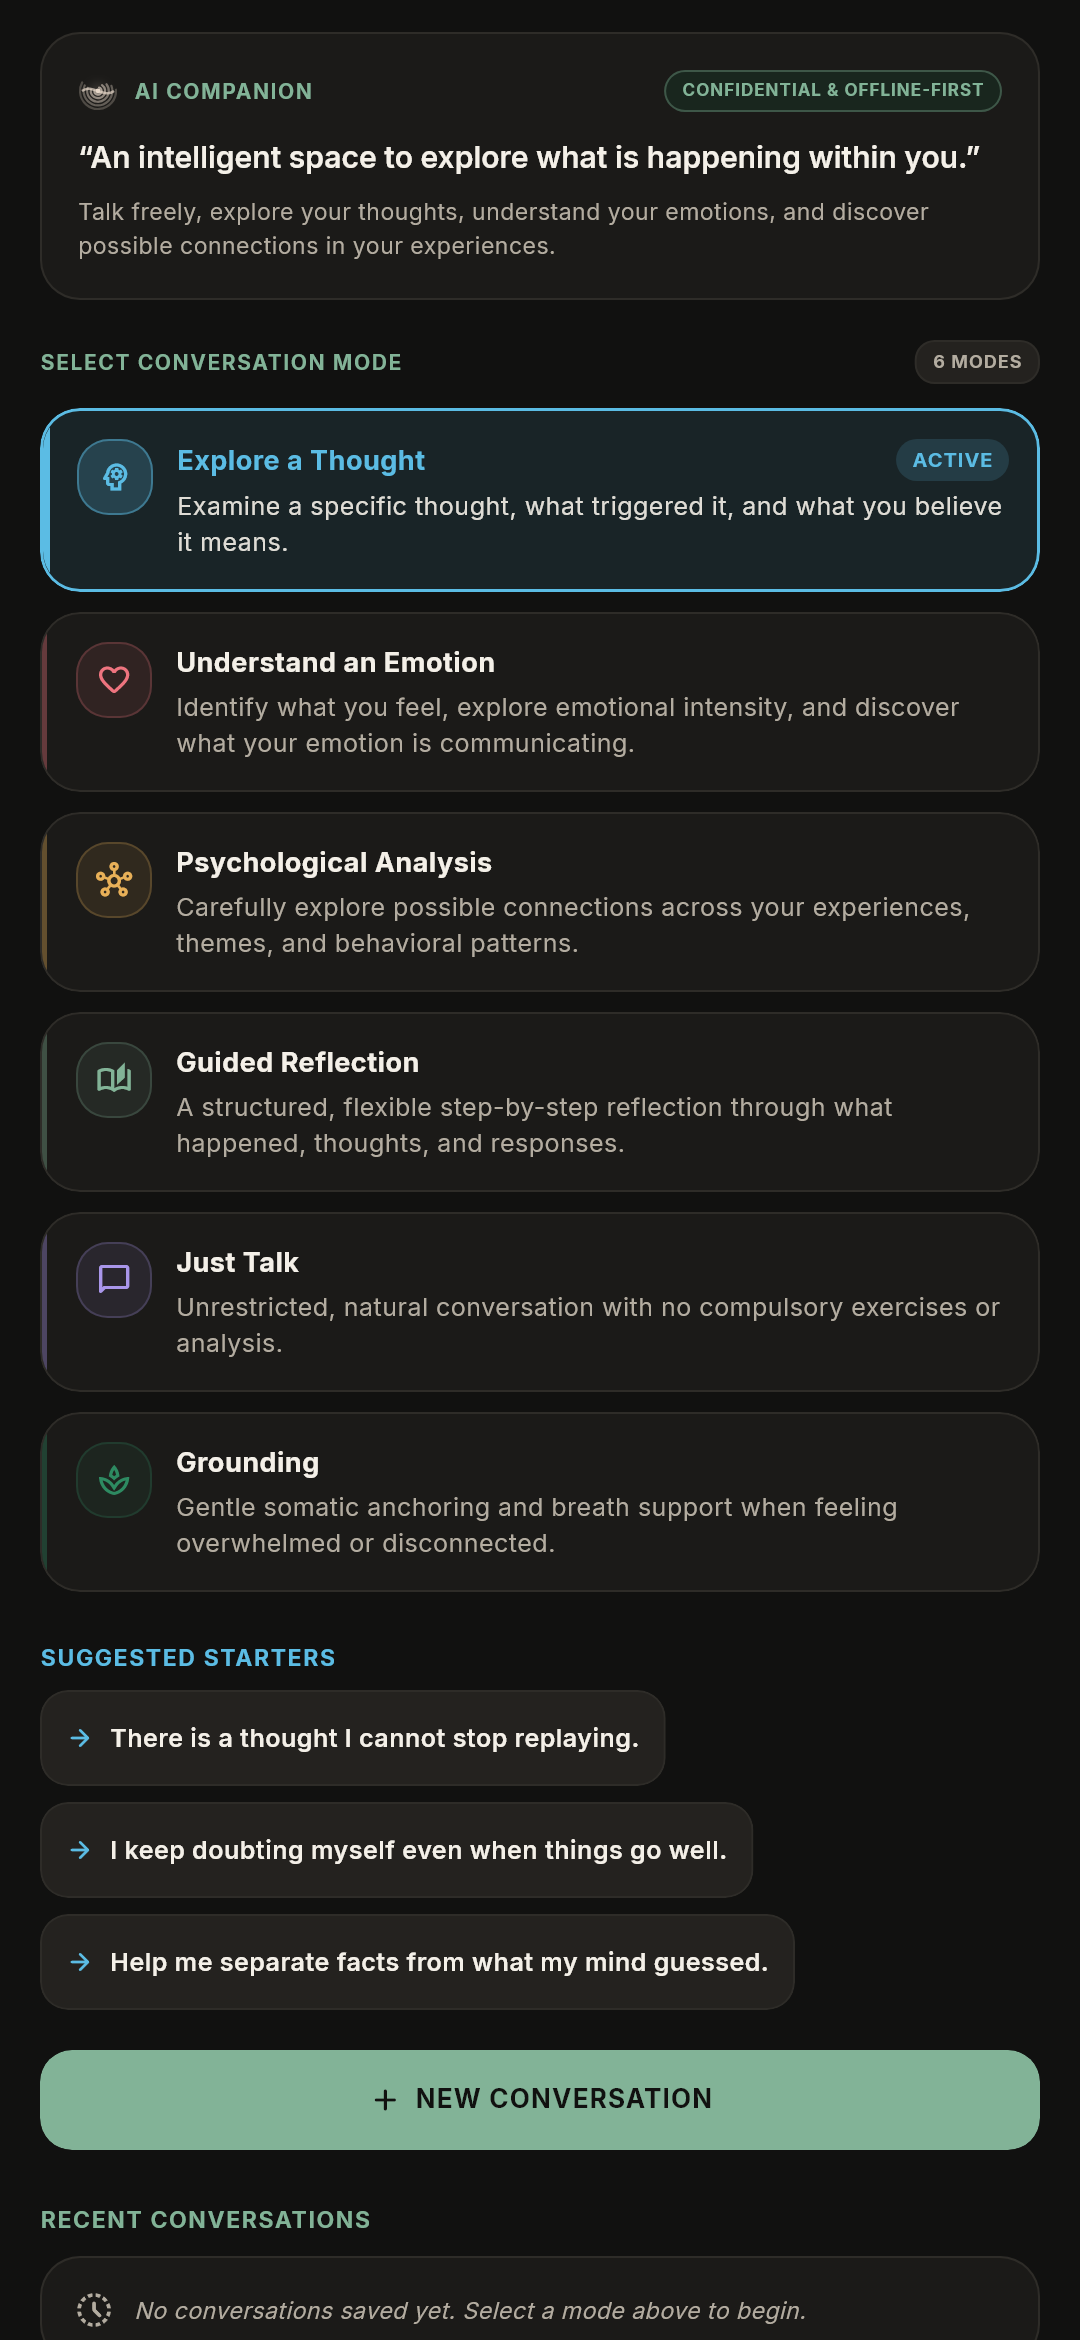 AI COMPANION
CONFIDENTIAL & OFFLINE-FIRST
“An intelligent space to explore what is happening within you.”
Talk freely, explore your thoughts, understand your emotions, and discover
possible connections in your experiences.
SELECT CONVERSATION MODE
6 MODES
Explore a Thought
ACTIVE
Examine a specific thought, what triggered it, and what you believe
it means.
Understand an Emotion
Identify what you feel, explore emotional intensity, and discover
what your emotion is communicating.
Psychological Analysis
Carefully explore possible connections across your experiences,
themes, and behavioral patterns.
Guided Reflection
A structured, flexible step-by-step reflection through what
happened, thoughts, and responses.
Just Talk
Unrestricted, natural conversation with no compulsory exercises or
analysis.
Grounding
Gentle somatic anchoring and breath support when feeling
overwhelmed or disconnected.
SUGGESTED STARTERS
There is a thought I cannot stop replaying.
I keep doubting myself even when things go well.
Help me separate facts from what my mind guessed.
NEW CONVERSATION
RECENT CONVERSATIONS
No conversations saved yet. Select a mode above to begin.